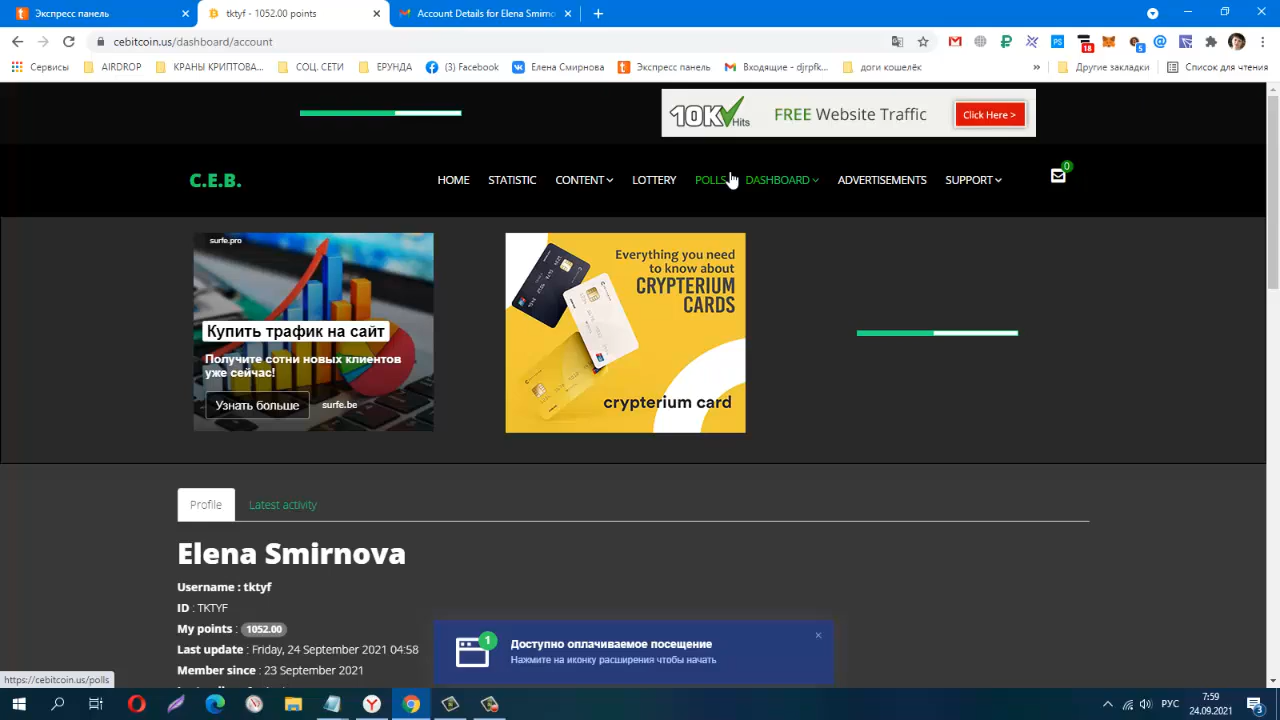 Экспресс панель
tktyf - 1052.00 points
Account Details for Elena Smirno
cebitcoin.us/dashboard/account
18
5
Сервисы
AIRDROP
КРАНЫ КРИПТОВА...
СОЦ. СЕТИ
ЕРУНДА
(3) Facebook
Елена Смирнова
Экспресс панель
Входящие - djrpfk...
доги кошелёк
»
Другие закладки
Список для чтения
10KHits
FREE Website Traffic
Click Here >
C.E.B.
HOME
STATISTIC
CONTENT
LOTTERY
POLLS
DASHBOARD
ADVERTISEMENTS
SUPPORT
0
surfe.pro
Купить трафик на сайт
Получите сотни новых клиентов
уже сейчас!
Узнать больше
surfe.be
Everything you need
to know about
CRYPTERIUM
CARDS
crypterium card
Profile
Latest activity
Elena Smirnova
Username : tktyf
ID : TKTYF
My points : 1052.00
Last update : Friday, 24 September 2021 04:58
Member since : 23 September 2021
1
Доступно оплачиваемое посещение
Нажмите на иконку расширения чтобы начать
https://cebitcoin.us/polls
РУС
7:59
24.09.2021
3